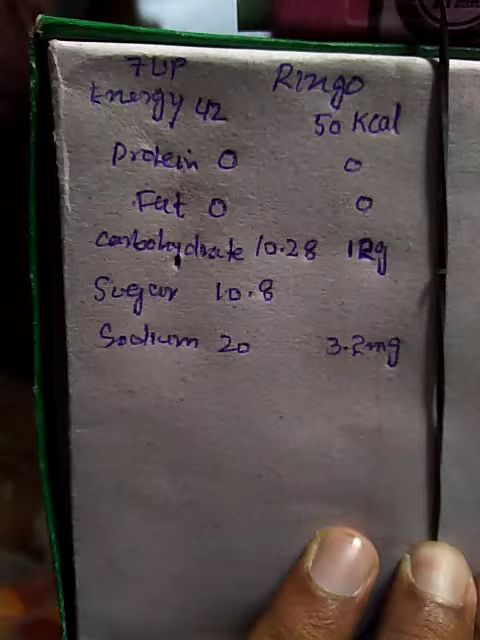 7UP Ringo
Energy 42 50 Kcal
Protein 0 0
Fat 0 0
Carbohydrate 10.28 12g
Sugar 10.8
Sodium 20 3.2mg